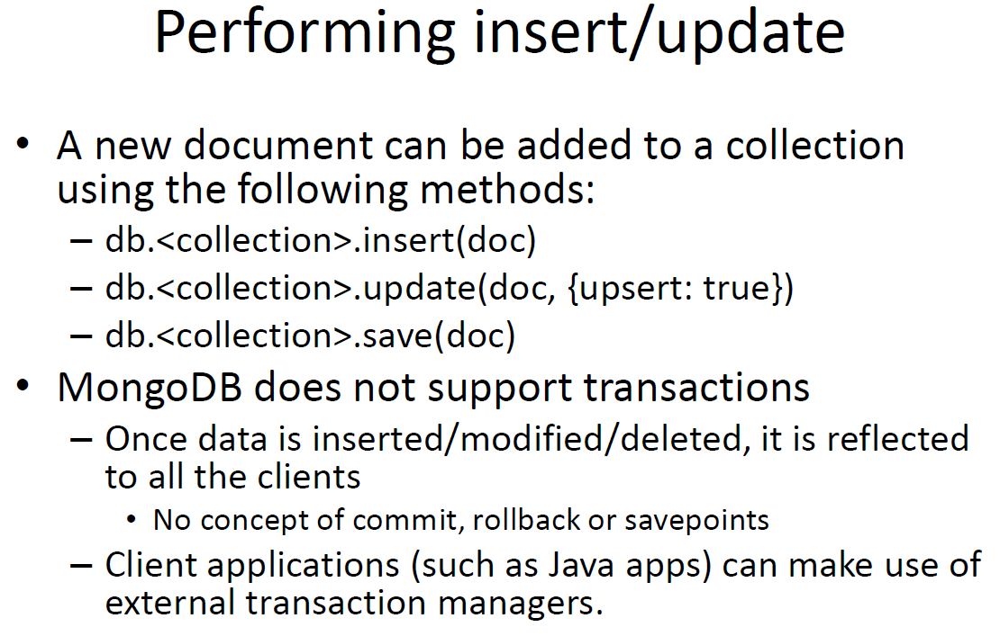 Performing insert/update
• A new document can be added to a collection
using the following methods:
– db.<collection>.insert(doc)
– db.<collection>.update(doc, {upsert: true})
– db.<collection>.save(doc)
• MongoDB does not support transactions
– Once data is inserted/modified/deleted, it is reflected
to all the clients
• No concept of commit, rollback or savepoints
– Client applications (such as Java apps) can make use of
external transaction managers.